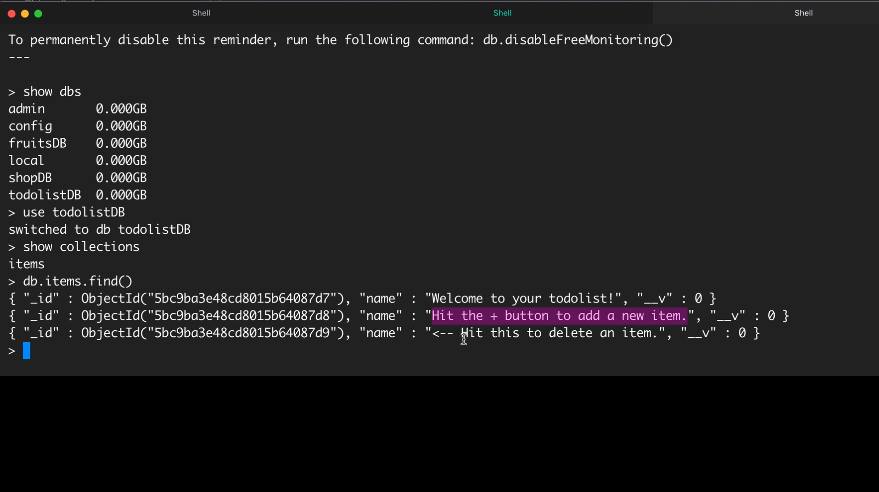 Shell Shell Shell
To permanently disable this reminder, run the following command: db.disableFreeMonitoring()
---
> show dbs
admin 0.000GB
config 0.000GB
fruitsDB 0.000GB
local 0.000GB
shopDB 0.000GB
todolistDB 0.000GB
> use todolistDB
switched to db todolistDB
> show collections
items
> db.items.find()
{ "_id" : ObjectId("5bc9ba3e48cd8015b64087d7"), "name" : "Welcome to your todolist!", "__v" : 0 }
{ "_id" : ObjectId("5bc9ba3e48cd8015b64087d8"), "name" : "Hit the + button to add a new item.", "__v" : 0 }
{ "_id" : ObjectId("5bc9ba3e48cd8015b64087d9"), "name" : "<-- Hit this to delete an item.", "__v" : 0 }
>